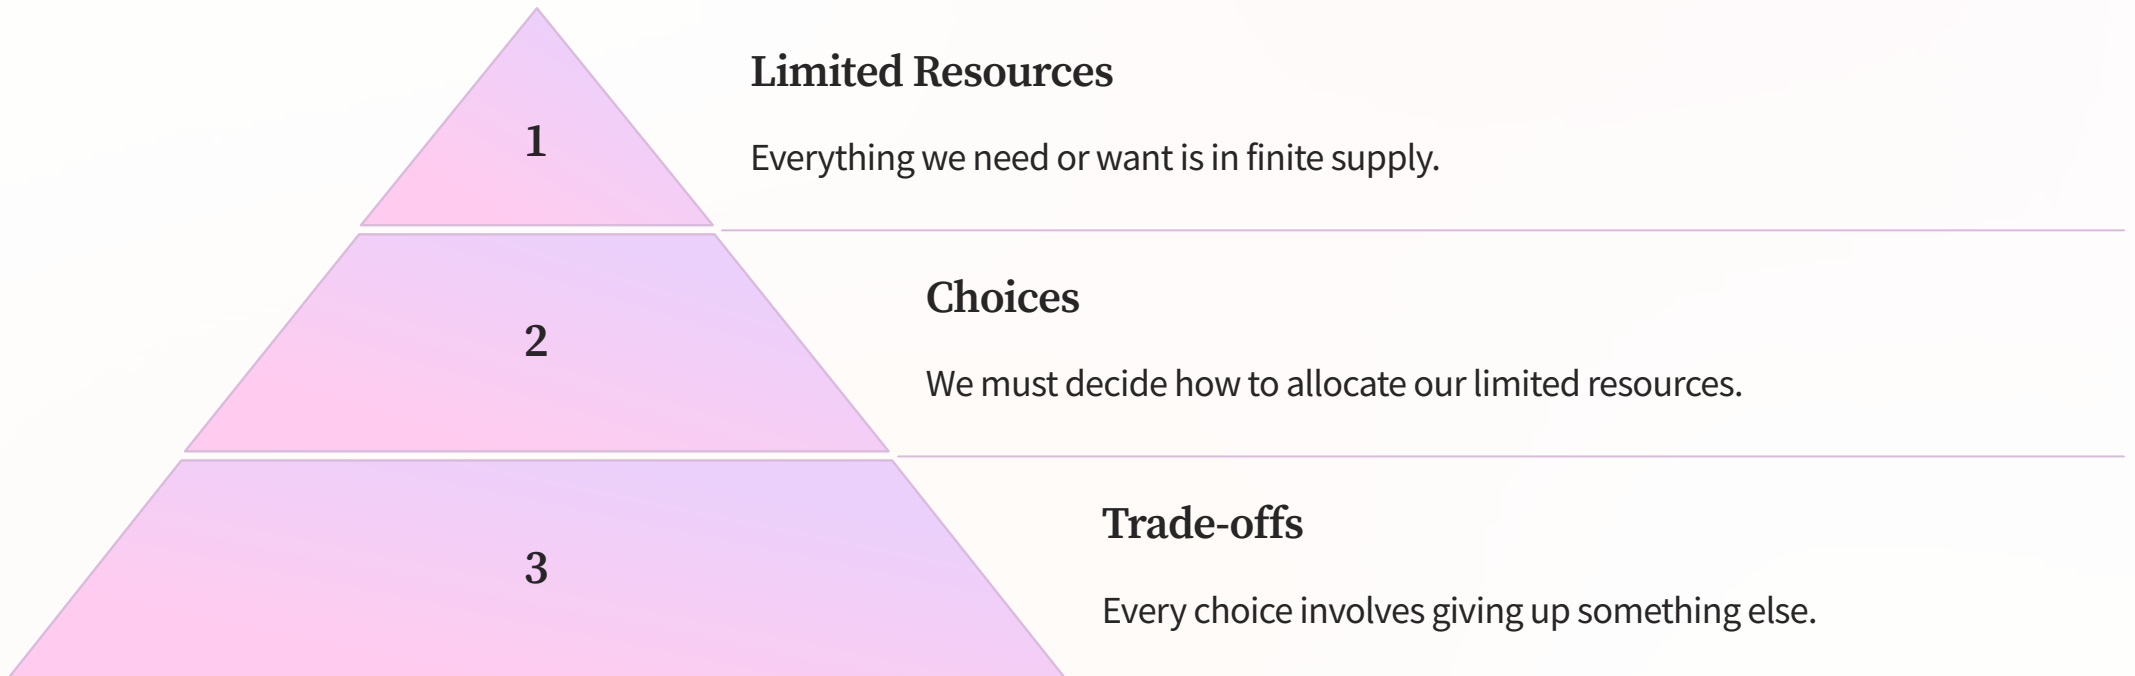 1
Limited Resources
Everything we need or want is in finite supply.
2
Choices
We must decide how to allocate our limited resources.
3
Trade-offs
Every choice involves giving up something else.